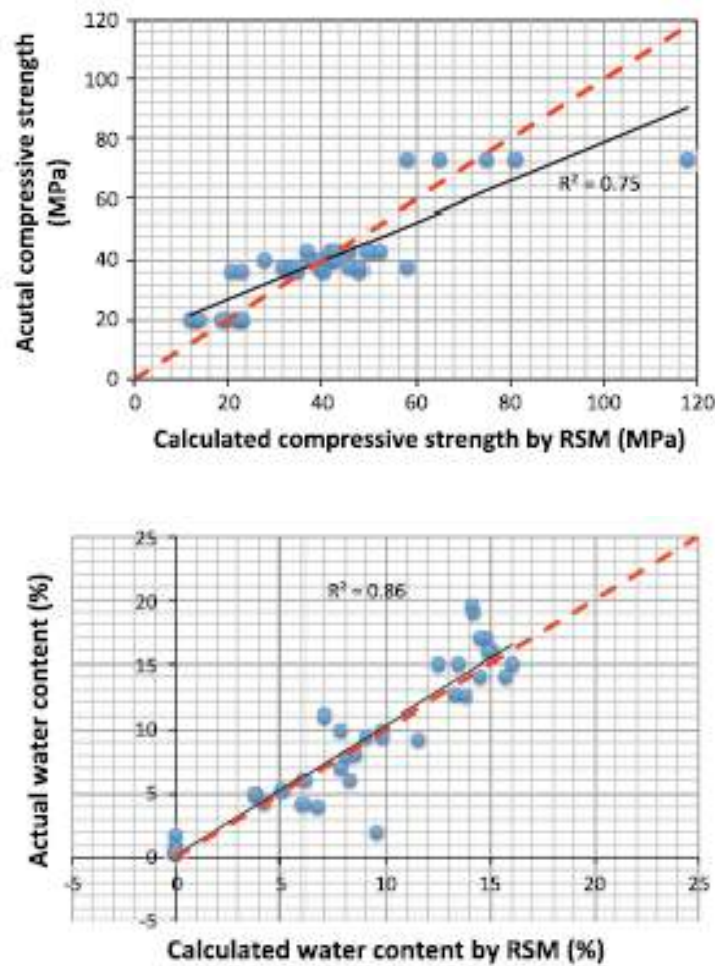 120
100
80
60
40
20
0
Acutal compressive strength
(MPa)
R² = 0.75
0 20 40 60 80 100 120
Calculated compressive strength by RSM (MPa)
25
20
15
10
5
0
-5
Actual water content (%)
R² = 0.86
-5 0 5 10 15 20 25
Calculated water content by RSM (%)